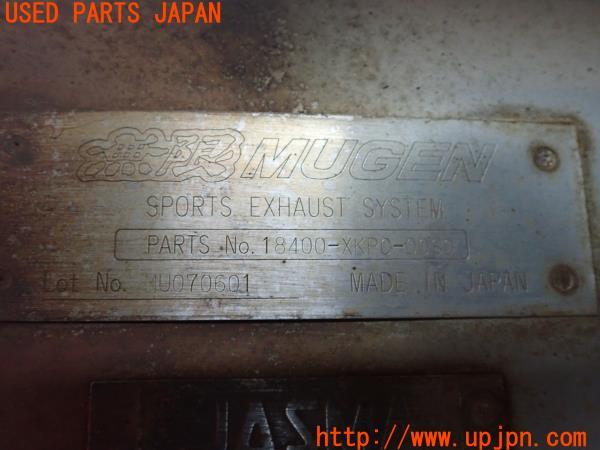 USED PARTS JAPAN
無限 MUGEN
SPORTS EXHAUST SYSTEM
PARTS No. 18400-XKPC-
Lot No. MU070601 MADE IN JAPAN
JASMA
http://www.upjpn.com/